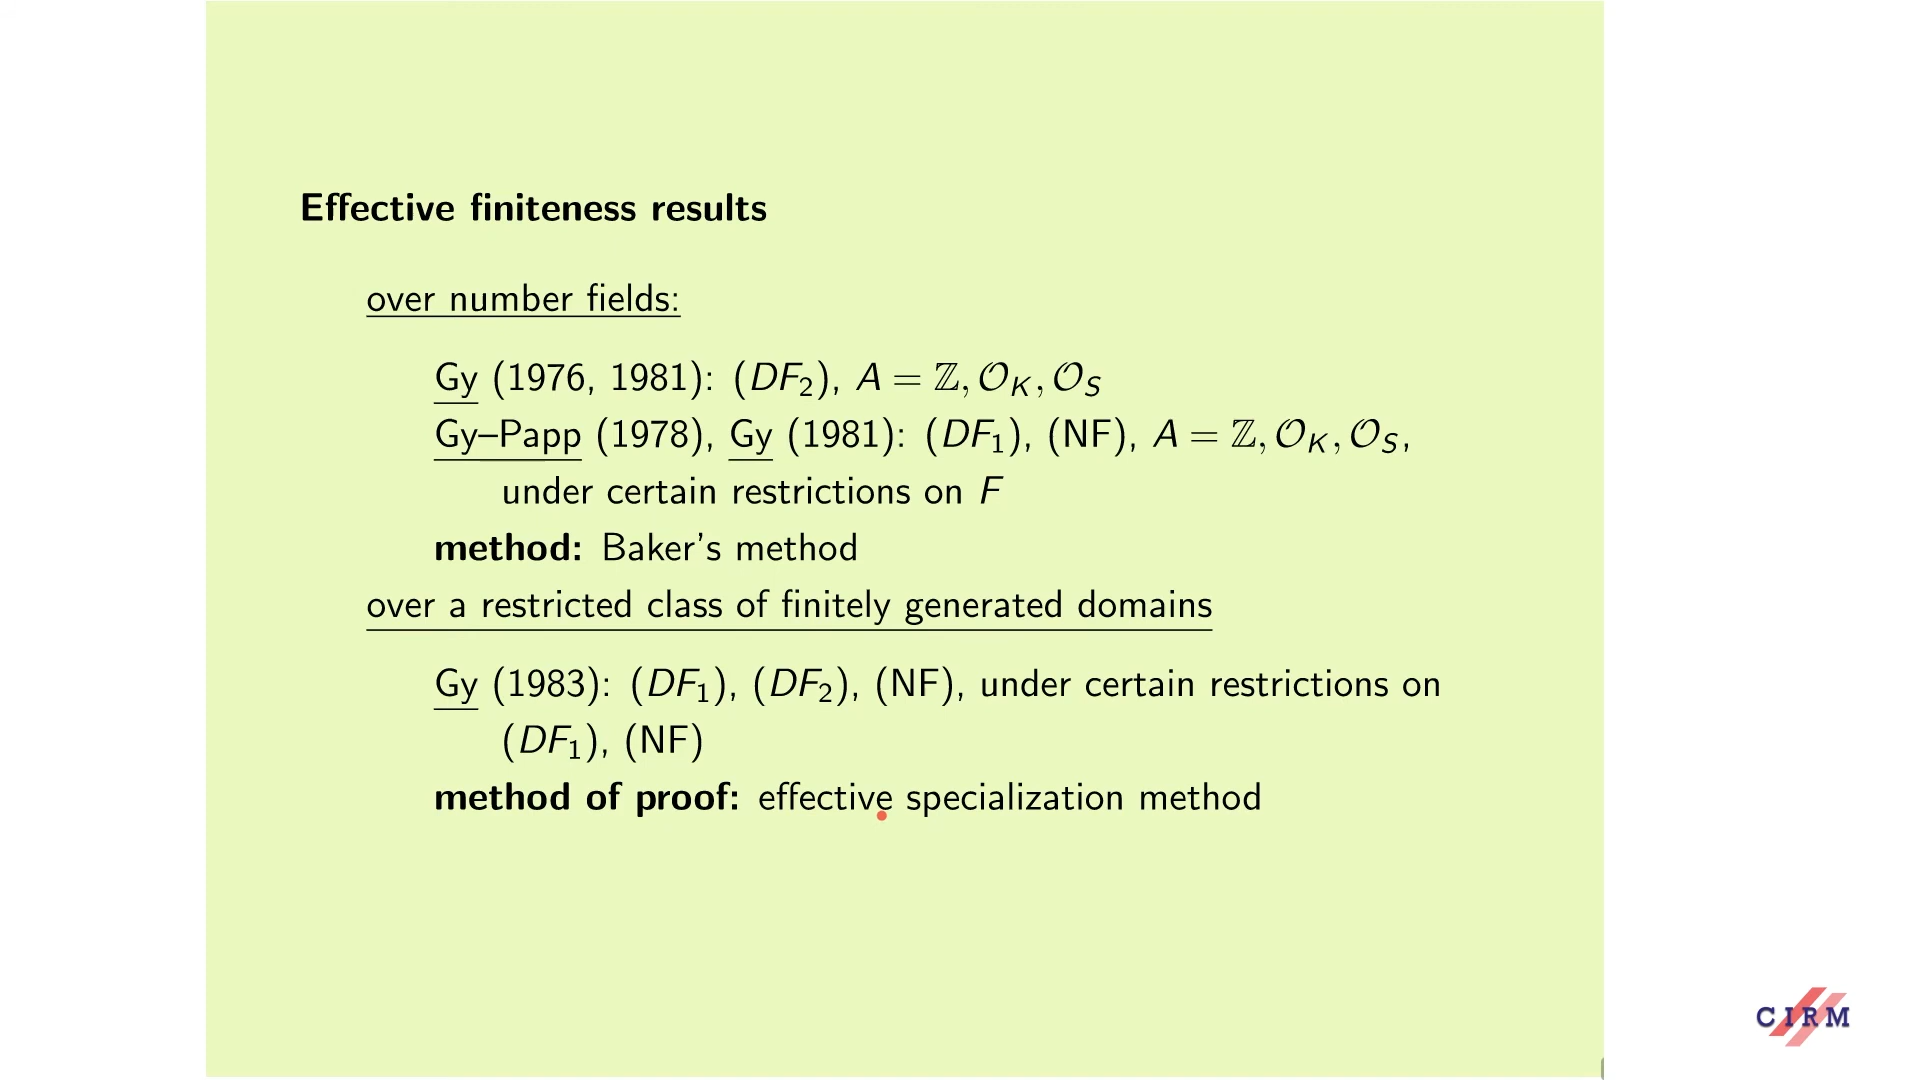 Effective finiteness results
over number fields:
Gy (1976, 1981): (DF₂), A = ℤ, 𝒪_K, 𝒪_S
Gy–Papp (1978), Gy (1981): (DF₁), (NF), A = ℤ, 𝒪_K, 𝒪_S,
under certain restrictions on F
method: Baker's method
over a restricted class of finitely generated domains
Gy (1983): (DF₁), (DF₂), (NF), under certain restrictions on
(DF₁), (NF)
method of proof: effective specialization method
CIRM